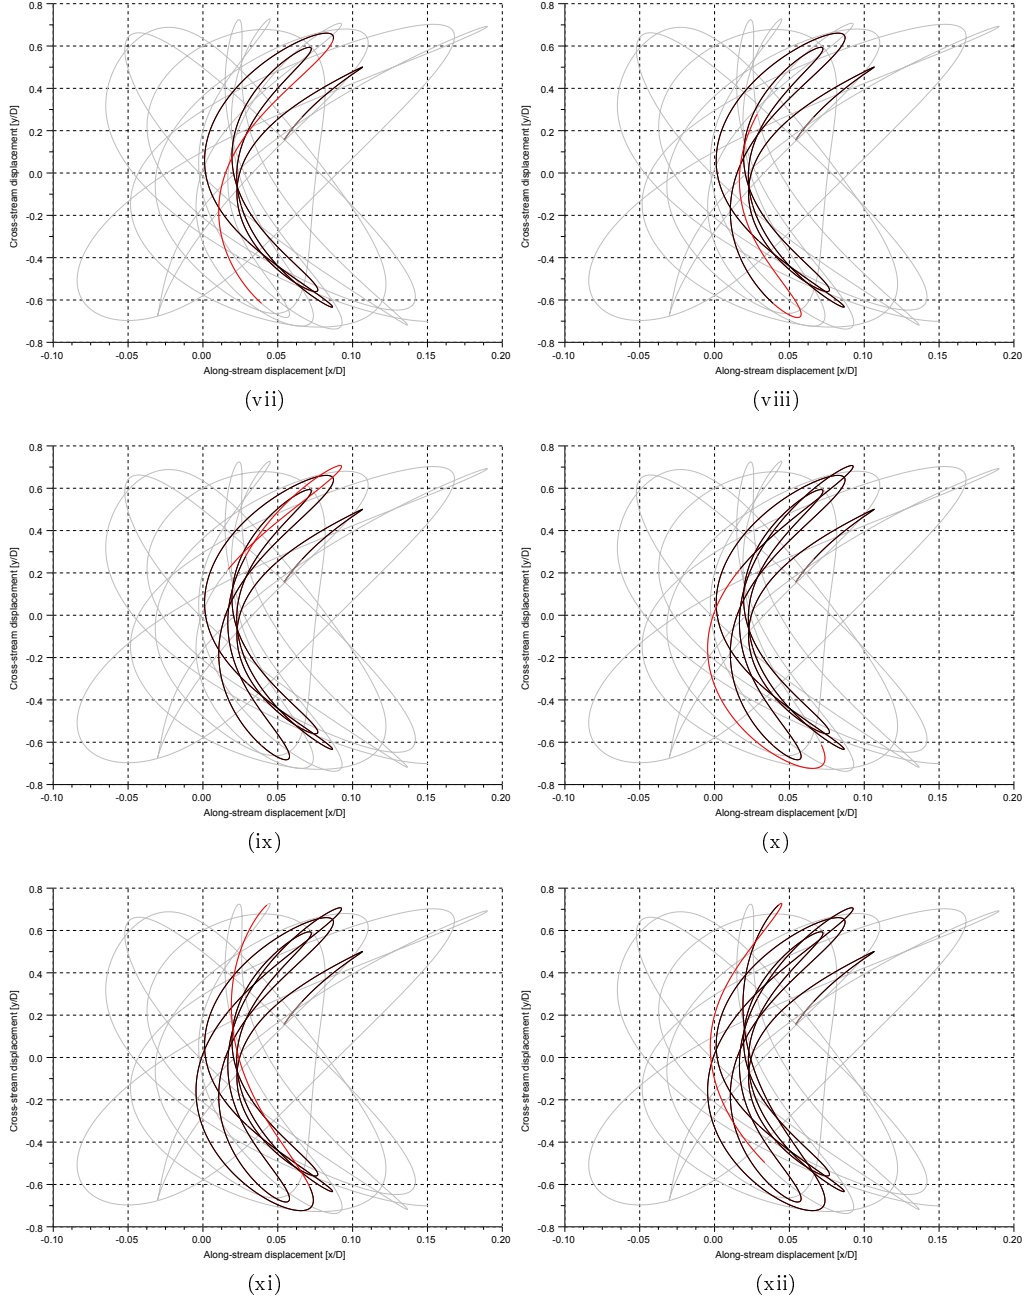 0.8 0.8
0.6 0.6
0.4 0.4
0.2 0.2
0.0 0.0
-0.2 -0.2
-0.4 -0.4
-0.6 -0.6
-0.8 -0.8
Cross-stream displacement [y/D] Cross-stream displacement [y/D]
-0.10 -0.05 0.00 0.05 0.10 0.15 0.20 -0.10 -0.05 0.00 0.05 0.10 0.15 0.20
Along-stream displacement [x/D] Along-stream displacement [x/D]
(vii) (viii)
0.8 0.8
0.6 0.6
0.4 0.4
0.2 0.2
0.0 0.0
-0.2 -0.2
-0.4 -0.4
-0.6 -0.6
-0.8 -0.8
Cross-stream displacement [y/D] Cross-stream displacement [y/D]
-0.10 -0.05 0.00 0.05 0.10 0.15 0.20 -0.10 -0.05 0.00 0.05 0.10 0.15 0.20
Along-stream displacement [x/D] Along-stream displacement [x/D]
(ix) (x)
0.8 0.8
0.6 0.6
0.4 0.4
0.2 0.2
0.0 0.0
-0.2 -0.2
-0.4 -0.4
-0.6 -0.6
-0.8 -0.8
Cross-stream displacement [y/D] Cross-stream displacement [y/D]
-0.10 -0.05 0.00 0.05 0.10 0.15 0.20 -0.10 -0.05 0.00 0.05 0.10 0.15 0.20
Along-stream displacement [x/D] Along-stream displacement [x/D]
(xi) (xii)